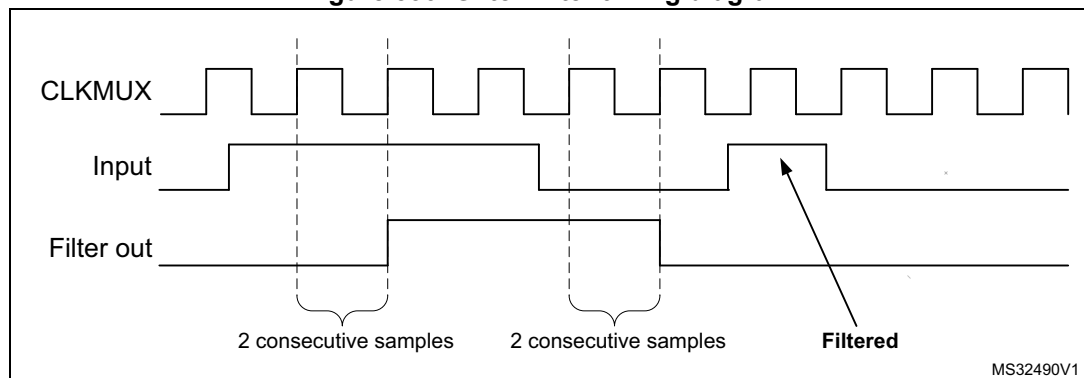 CLKMUX
Input
Filter out
2 consecutive samples
2 consecutive samples
Filtered
MS32490V1